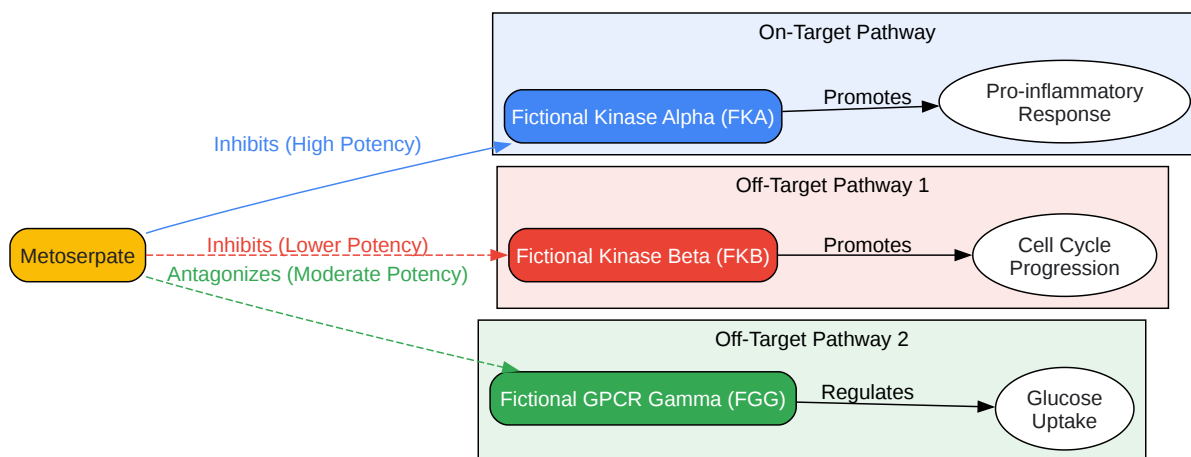 On-Target Pathway
Fictional Kinase Alpha (FKA)
Promotes
Pro-inflammatory
Response
Inhibits (High Potency)
Off-Target Pathway 1
Metoserpate
Inhibits (Lower Potency)
Fictional Kinase Beta (FKB)
Promotes
Cell Cycle
Progression
Antagonizes (Moderate Potency)
Off-Target Pathway 2
Fictional GPCR Gamma (FGG)
Regulates
Glucose
Uptake